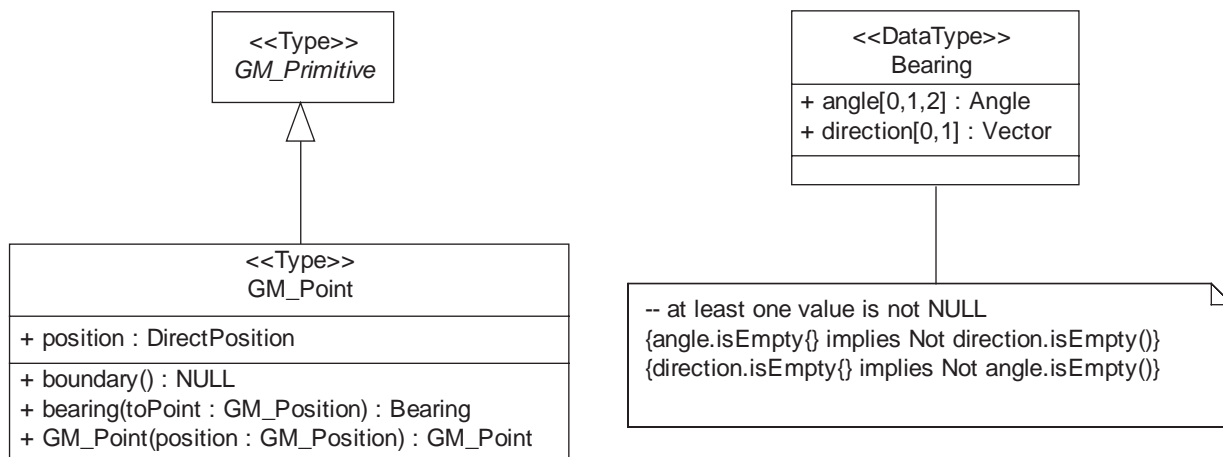 <<Type>>
GM_Primitive
<<DataType>>
Bearing
+ angle[0,1,2] : Angle
+ direction[0,1] : Vector
<<Type>>
GM_Point
+ position : DirectPosition
+ boundary() : NULL
+ bearing(toPoint : GM_Position) : Bearing
+ GM_Point(position : GM_Position) : GM_Point
-- at least one value is not NULL
{angle.isEmpty{} implies Not direction.isEmpty()}
{direction.isEmpty{} implies Not angle.isEmpty()}